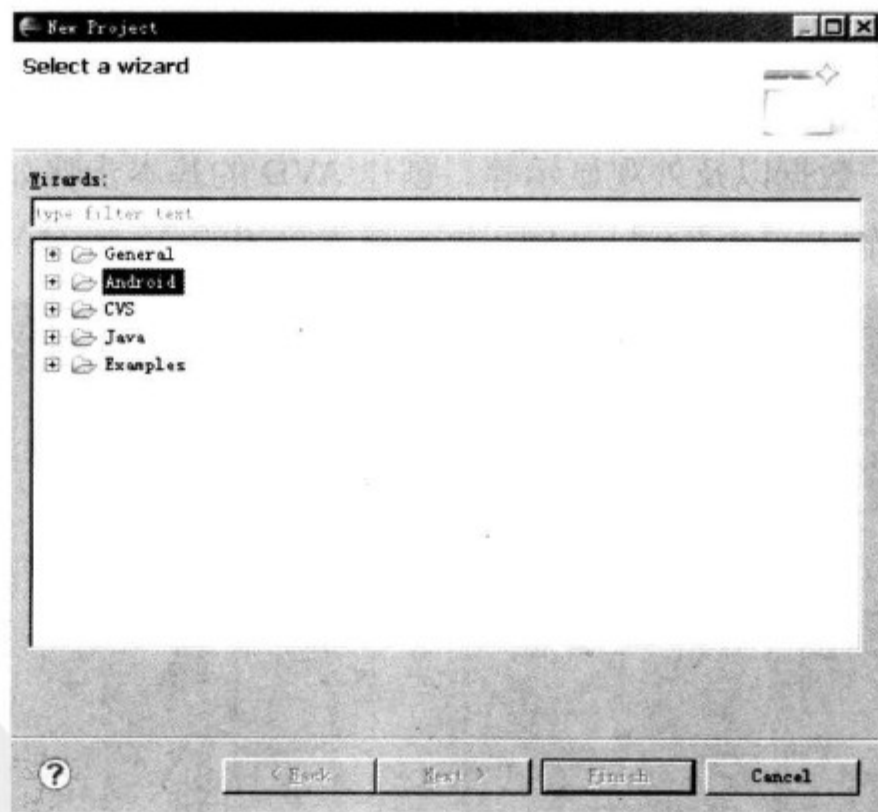 New Project
Select a wizard
Wizards:
type filter text
General
Android
CVS
Java
Examples
?
< Back
Next >
Finish
Cancel